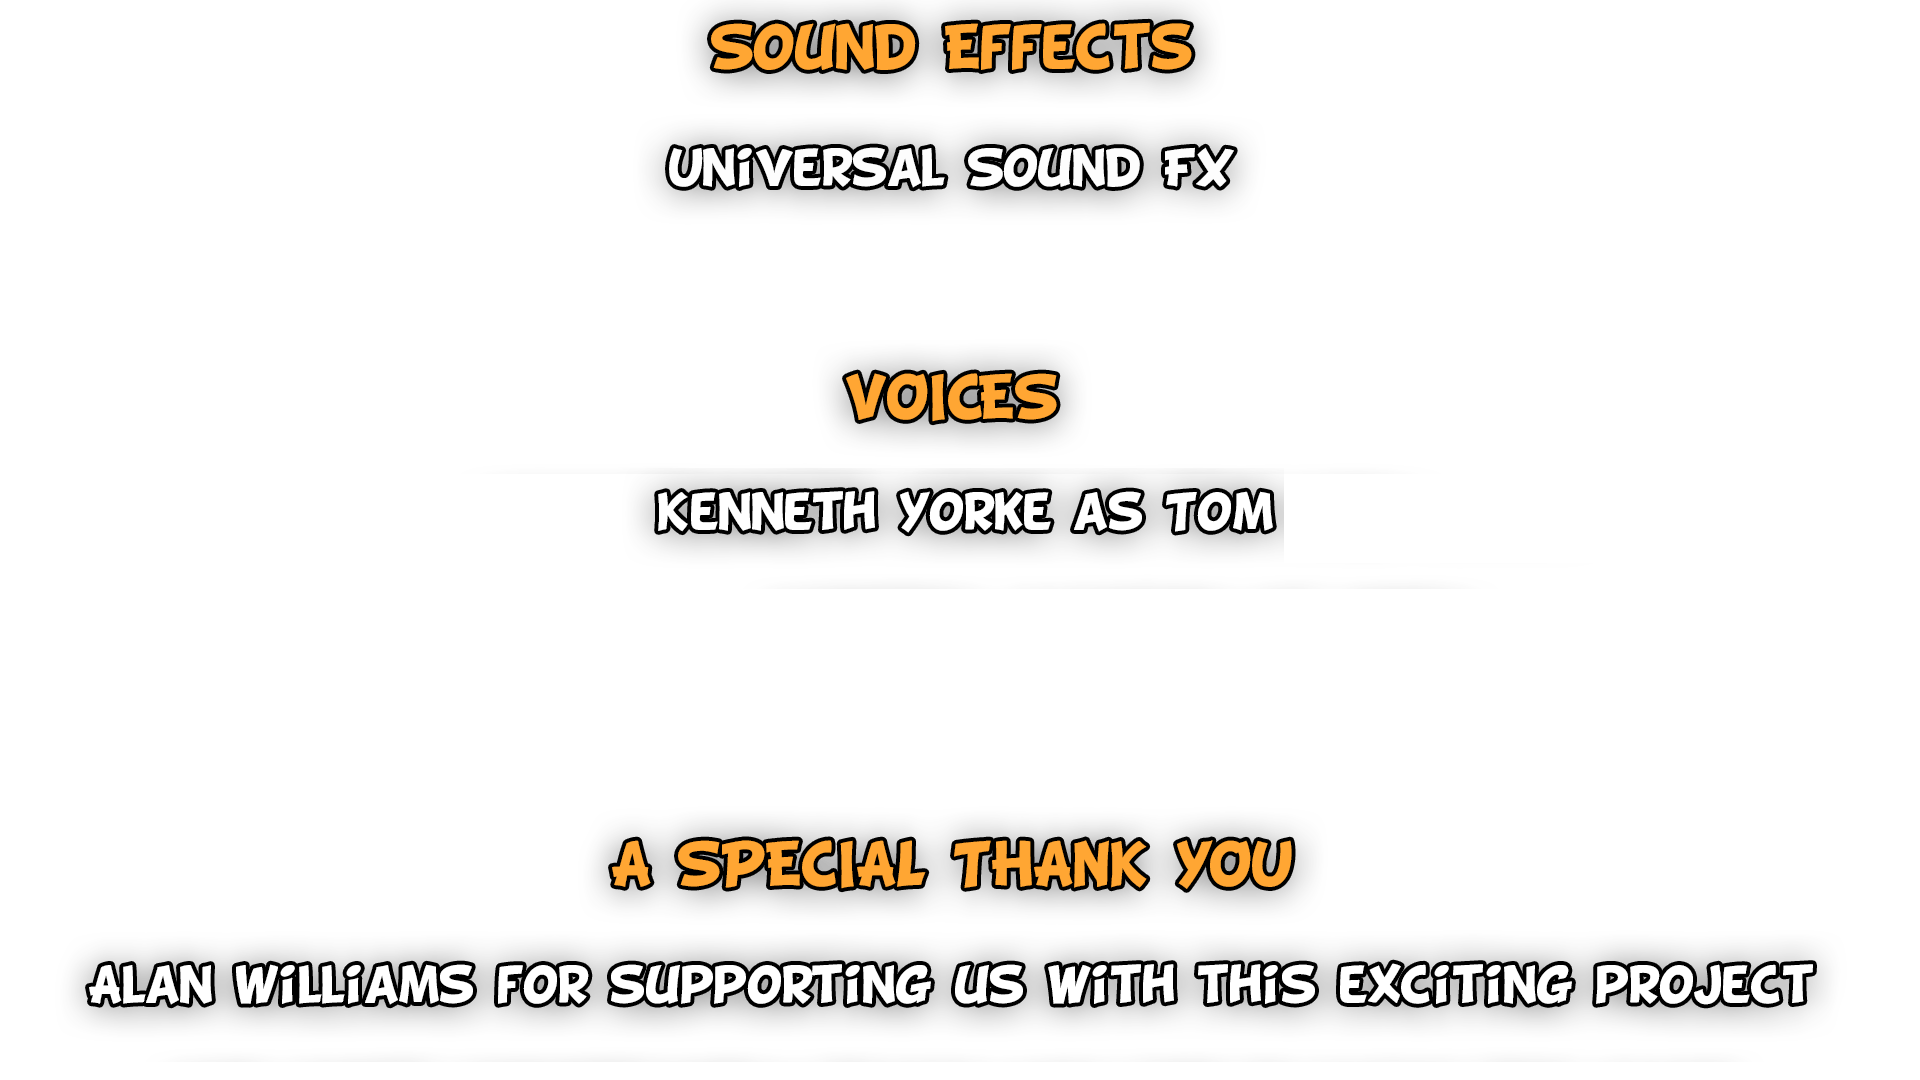 SOUND EFFECTS
UNIVERSAL SOUND FX
VOICES
KENNETH YORKE AS TOM
A SPECIAL THANK YOU
ALAN WILLIAMS FOR SUPPORTING US WITH THIS EXCITING PROJECT